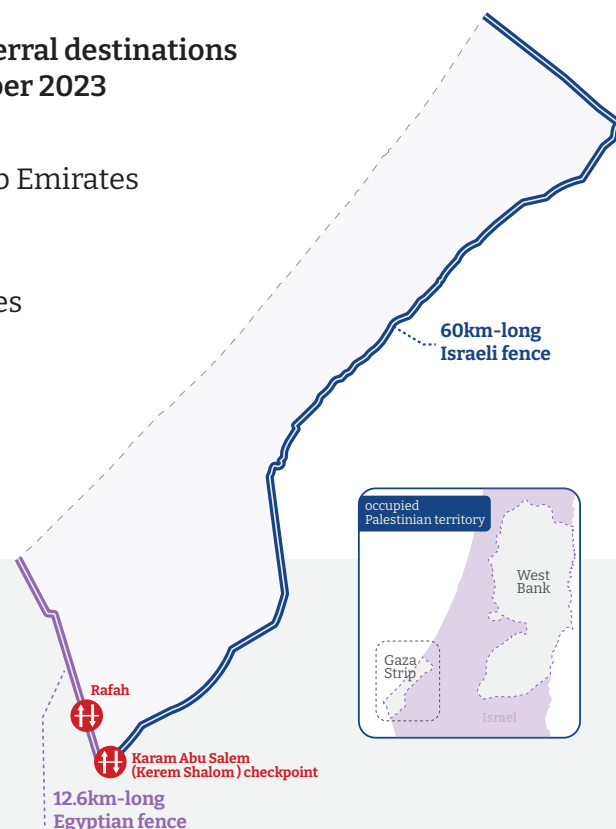 erral destinations
ber 2023
b Emirates
es
60km-long
Israeli fence
occupied
Palestinian territory
West
Bank
Gaza
Strip
Israel
Rafah
Karam Abu Salem
(Kerem Shalom ) checkpoint
12.6km-long
Egyptian fence